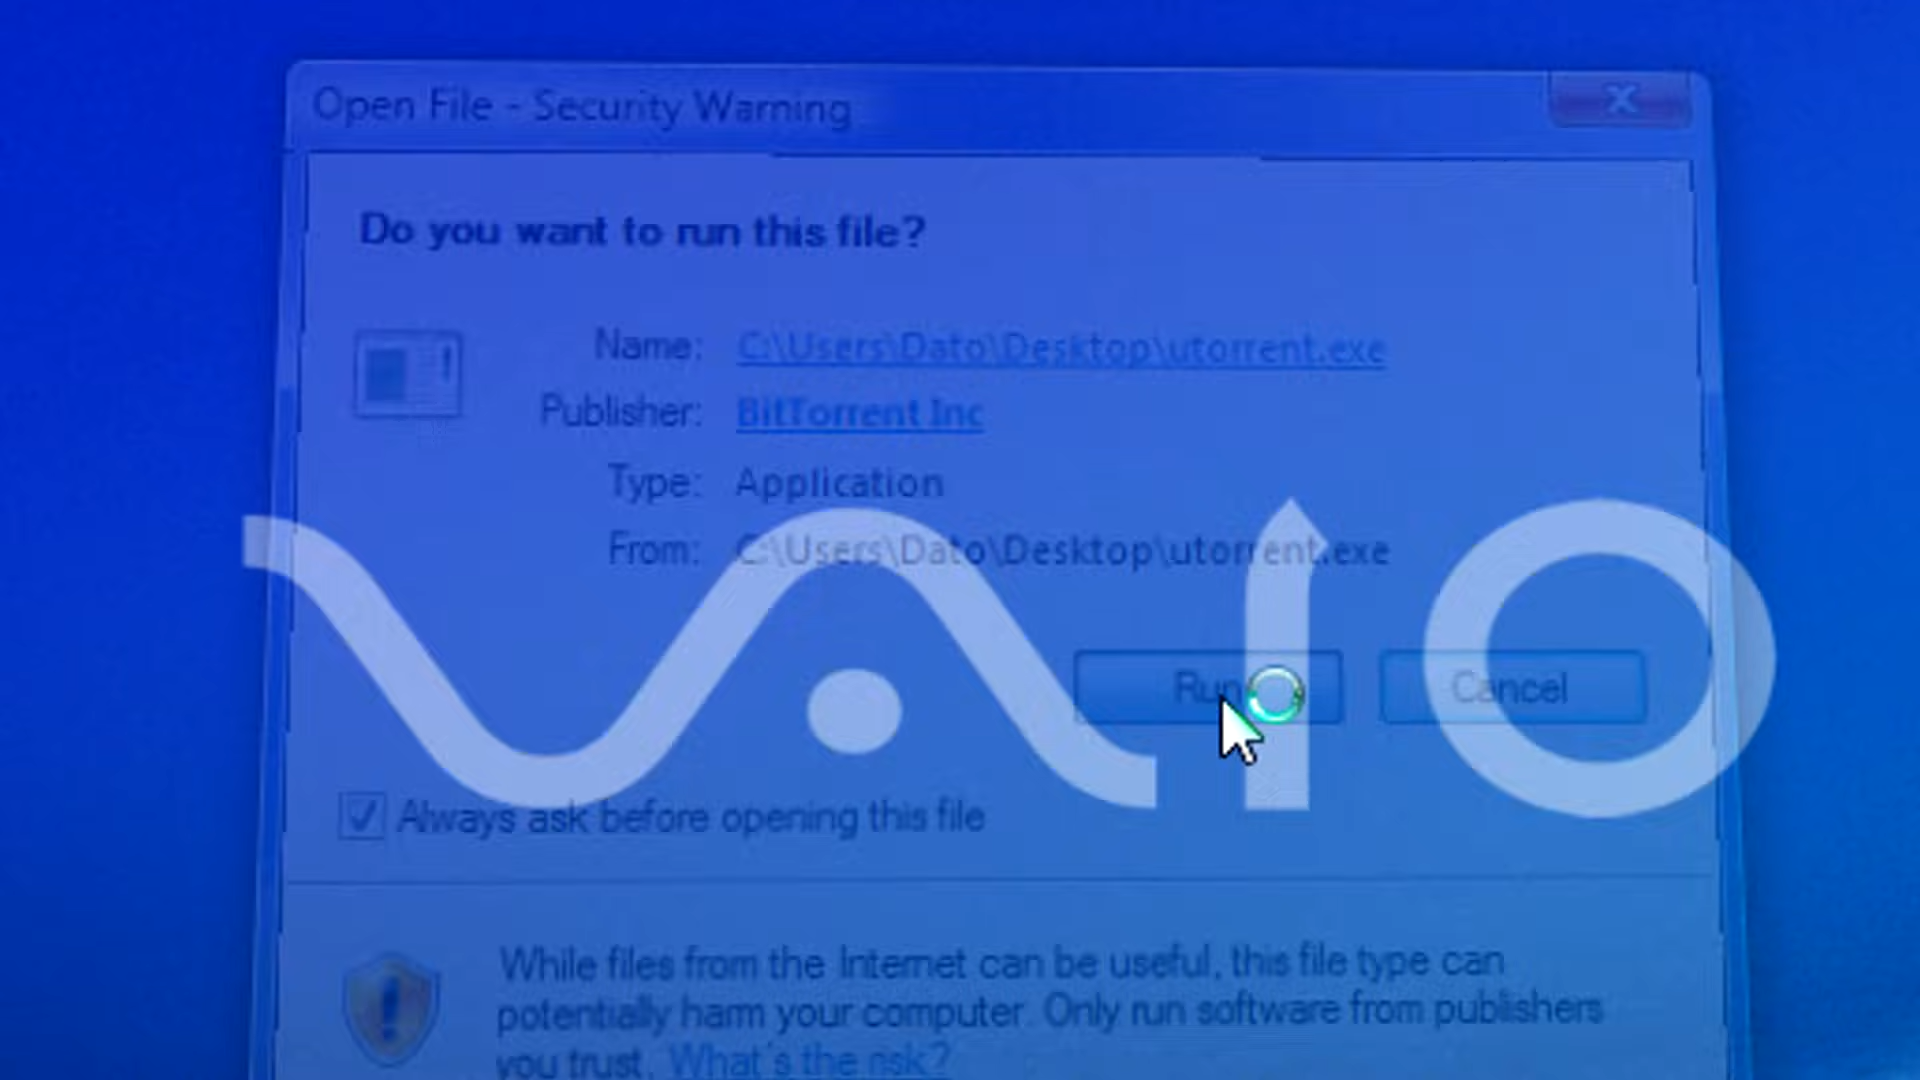 Open File - Security Warning
Do you want to run this file?
Name: C:\Users\Dato\Desktop\utorrent.exe
Publisher: BitTorrent Inc
Type: Application
From: C:\Users\Dato\Desktop\utorrent.exe
VAIO
Run Cancel
Always ask before opening this file
While files from the Internet can be useful, this file type can
potentially harm your computer. Only run software from publishers
you trust. What's the risk?